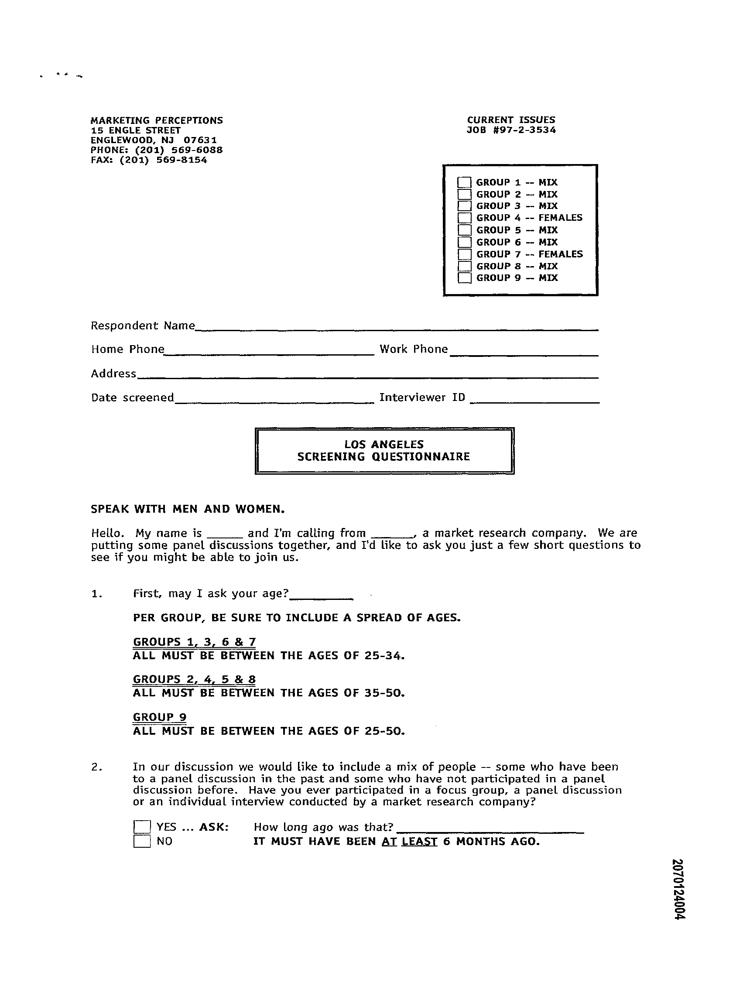 MARKETING PERCEPTIONS
15 ENGLE STREET
ENGLEWOOD, NJ 07631
PHONE: (201) 569-6088
FAX: (201) 569-8154
CURRENT ISSUES
JOB #97-2-3534
GROUP 1 -- MIX
GROUP 2 -- MIX
GROUP 3 -- MIX
GROUP 4 -- FEMALES
GROUP 5 -- MIX
GROUP 6 -- MIX
GROUP 7 -- FEMALES
GROUP 8 -- MIX
GROUP 9 -- MIX
Respondent Name
Home Phone Work Phone
Address
Date screened Interviewer ID
LOS ANGELES
SCREENING QUESTIONNAIRE
SPEAK WITH MEN AND WOMEN.
Hello. My name is _____ and I'm calling from ______, a market research company. We are
putting some panel discussions together, and I'd like to ask you just a few short questions to
see if you might be able to join us.
1. First, may I ask your age?_________
PER GROUP, BE SURE TO INCLUDE A SPREAD OF AGES.
GROUPS 1, 3, 6 & 7
ALL MUST BE BETWEEN THE AGES OF 25-34.
GROUPS 2, 4, 5 & 8
ALL MUST BE BETWEEN THE AGES OF 35-50.
GROUP 9
ALL MUST BE BETWEEN THE AGES OF 25-50.
2. In our discussion we would like to include a mix of people -- some who have been
to a panel discussion in the past and some who have not participated in a panel
discussion before. Have you ever participated in a focus group, a panel discussion
or an individual interview conducted by a market research company?
YES ... ASK: How long ago was that?
NO IT MUST HAVE BEEN AT LEAST 6 MONTHS AGO.
2070124004